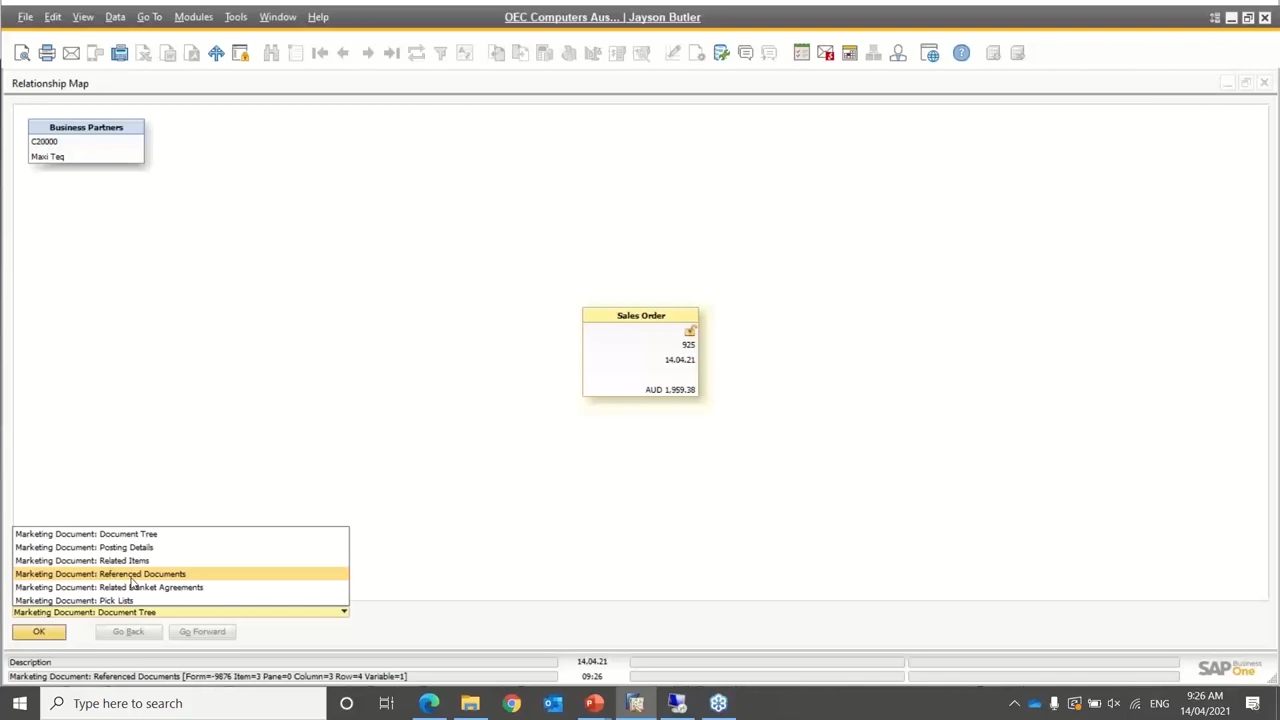 File Edit View Data Go To Modules Tools Window Help
OEC Computers Aus... | Jayson Butler
Relationship Map
Business Partners
C20000
Maxi Teq
Sales Order
925
14.04.21
AUD 1,959.38
Marketing Document: Document Tree
Marketing Document: Posting Details
Marketing Document: Related Items
Marketing Document: Referenced Documents
Marketing Document: Related Blanket Agreements
Marketing Document: Pick Lists
Marketing Document: Document Tree
OK Go Back Go Forward
Description 14.04.21
Marketing Document: Referenced Documents [Form=-9876 Item=3 Pane=0 Column=3 Row=4 Variable=1] 09:26
SAP Business One
Type here to search
ENG
9:26 AM
14/04/2021